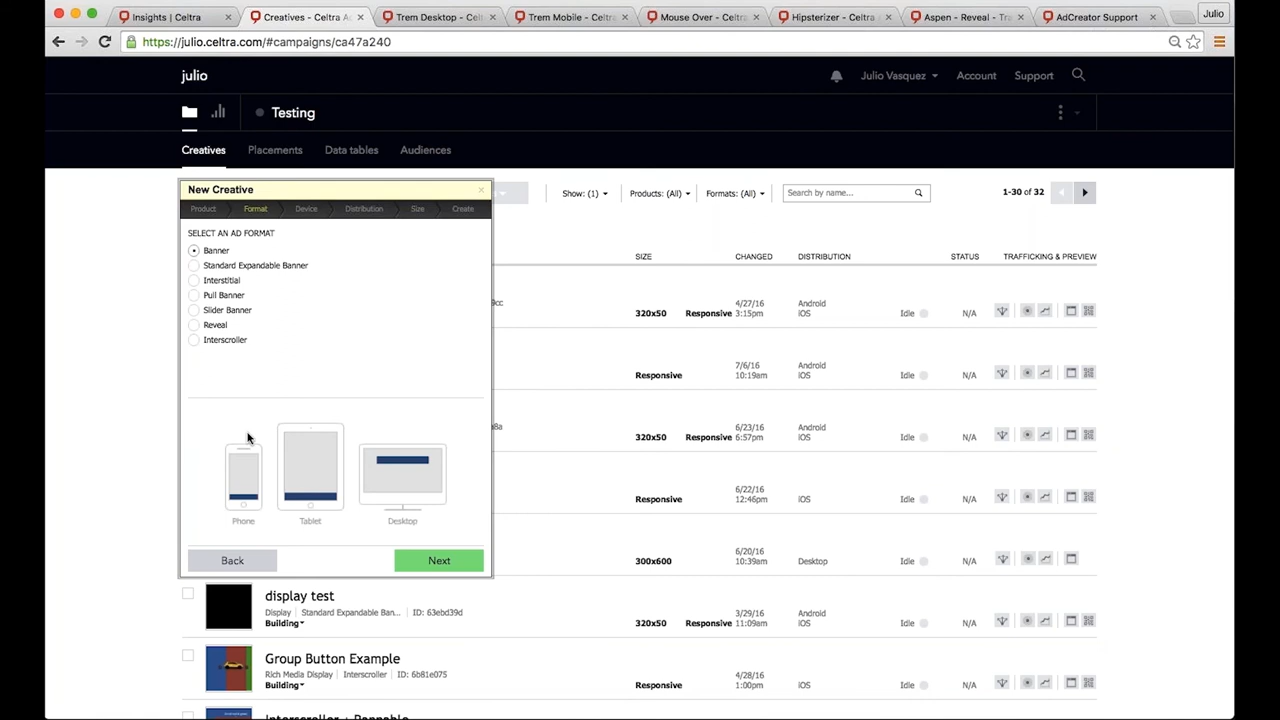 Insights | Celtra
Creatives - Celtra A
Trem Desktop - Celt
Trem Mobile - Celtr
Mouse Over - Celtra
Hipsterizer - Celtra
Aspen - Reveal - Tra
AdCreator Support
Julio
https://julio.celtra.com/#campaigns/ca47a240
julio
Julio Vasquez
Account
Support
Testing
Creatives
Placements
Data tables
Audiences
New Creative
Show: (1)
Products: (All)
Formats: (All)
Search by name...
1-30 of 32
Product
Format
Device
Distribution
Size
Create
SELECT AN AD FORMAT
Banner
Standard Expandable Banner
Interstitial
Pull Banner
Slider Banner
Reveal
Interscroller
Phone
Tablet
Desktop
Back
Next
SIZE
CHANGED
DISTRIBUTION
STATUS
TRAFFICKING & PREVIEW
9cc
320x50
Responsive
4/27/16
3:15pm
Android
iOS
Idle
N/A
Responsive
7/6/16
10:19am
Android
iOS
Idle
N/A
a8a
320x50
Responsive
6/23/16
6:57pm
Android
iOS
Idle
N/A
Responsive
6/22/16
12:46pm
iOS
Idle
N/A
300x600
6/20/16
10:39am
Desktop
Idle
N/A
display test
Display
Standard Expandable Ban...
ID: 63ebd39d
Building
320x50
Responsive
3/29/16
11:09am
Android
iOS
Idle
N/A
Group Button Example
Rich Media Display
Interscroller
ID: 6b81e075
Building
Responsive
4/28/16
1:00pm
iOS
Idle
N/A
Interscroller + Pannable